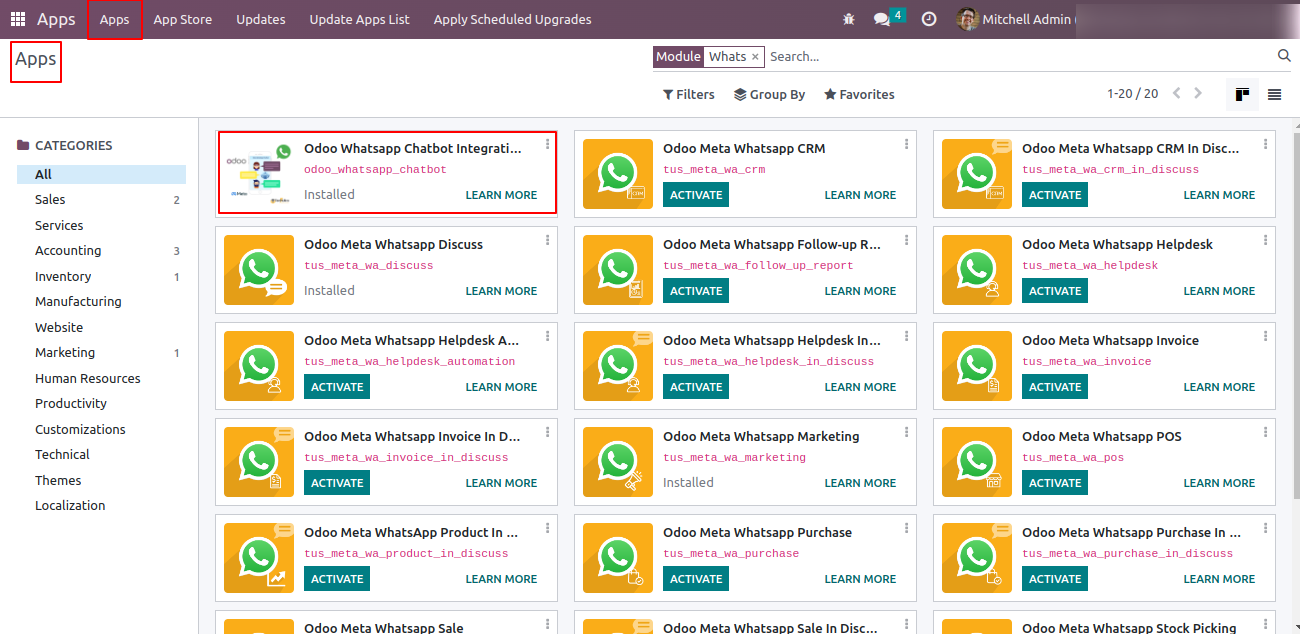 Apps Apps App Store Updates Update Apps List Apply Scheduled Upgrades 4 Mitchell Admin (
Apps
Module Whats × Search...
Filters Group By Favorites 1-20 / 20
CATEGORIES
All
Sales 2
Services
Accounting 3
Inventory 1
Manufacturing
Website
Marketing 1
Human Resources
Productivity
Customizations
Technical
Themes
Localization
Odoo Whatsapp Chatbot Integrati...
odoo_whatsapp_chatbot
Installed LEARN MORE
Odoo Meta Whatsapp CRM
tus_meta_wa_crm
ACTIVATE LEARN MORE
Odoo Meta Whatsapp CRM In Disc...
tus_meta_wa_crm_in_discuss
ACTIVATE LEARN MORE
Odoo Meta Whatsapp Discuss
tus_meta_wa_discuss
Installed LEARN MORE
Odoo Meta Whatsapp Follow-up R...
tus_meta_wa_follow_up_report
ACTIVATE LEARN MORE
Odoo Meta Whatsapp Helpdesk
tus_meta_wa_helpdesk
ACTIVATE LEARN MORE
Odoo Meta Whatsapp Helpdesk A...
tus_meta_wa_helpdesk_automation
ACTIVATE LEARN MORE
Odoo Meta Whatsapp Helpdesk In...
tus_meta_wa_helpdesk_in_discuss
ACTIVATE LEARN MORE
Odoo Meta Whatsapp Invoice
tus_meta_wa_invoice
ACTIVATE LEARN MORE
Odoo Meta Whatsapp Invoice In D...
tus_meta_wa_invoice_in_discuss
ACTIVATE LEARN MORE
Odoo Meta Whatsapp Marketing
tus_meta_wa_marketing
Installed LEARN MORE
Odoo Meta Whatsapp POS
tus_meta_wa_pos
ACTIVATE LEARN MORE
Odoo Meta WhatsApp Product In ...
tus_meta_wa_product_in_discuss
ACTIVATE LEARN MORE
Odoo Meta Whatsapp Purchase
tus_meta_wa_purchase
ACTIVATE LEARN MORE
Odoo Meta Whatsapp Purchase In ...
tus_meta_wa_purchase_in_discuss
ACTIVATE LEARN MORE
Odoo Meta Whatsapp Sale
Odoo Meta Whatsapp Sale In Disc...
Odoo Meta Whatsapp Stock Picking